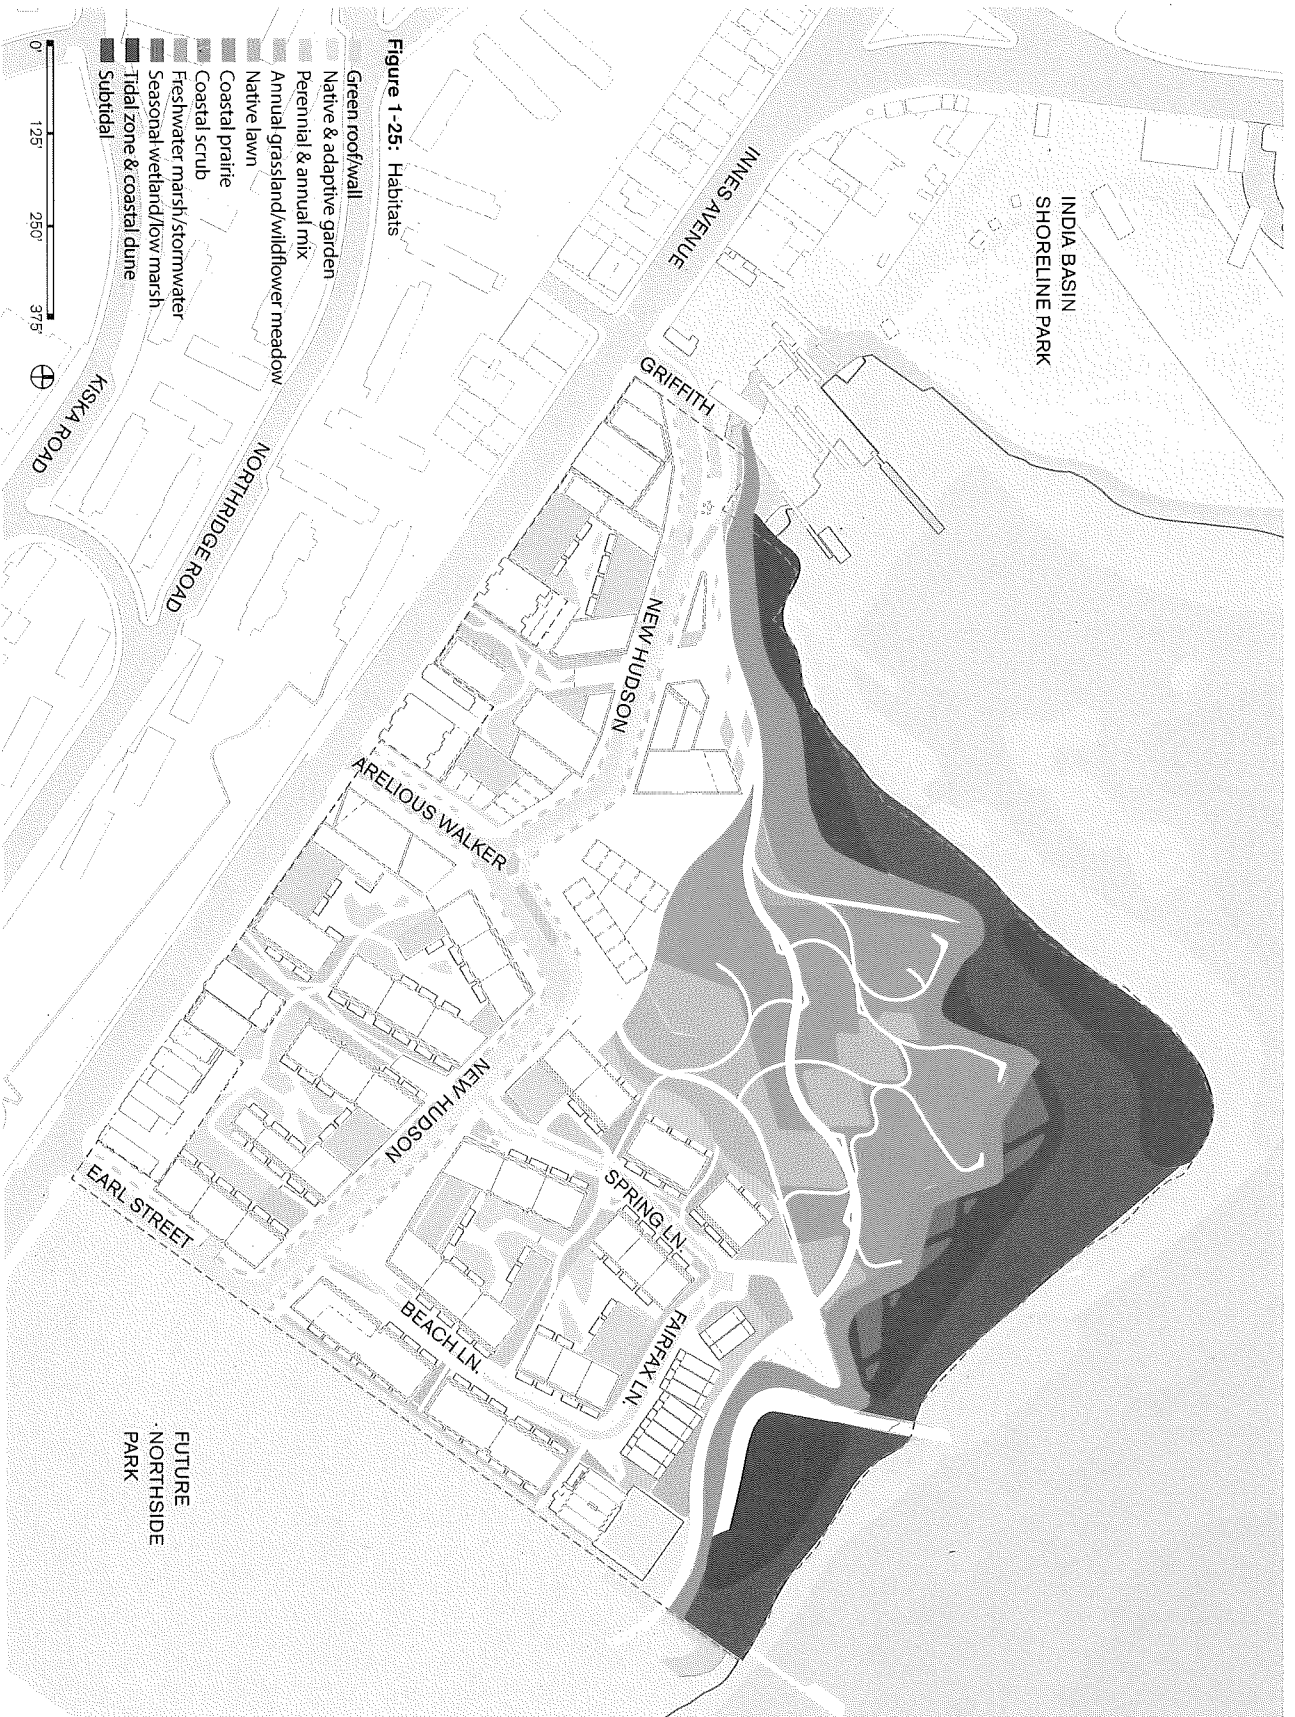 Figure 1-25: Habitats
Green roof/wall
Native & adaptive garden
Perennial & annual mix
Annual grassland/wildflower meadow
Native lawn
Coastal prairie
Coastal scrub
Freshwater marsh/stormwater
Seasonal wetland/low marsh
Tidal zone & coastal dune
Subtidal
0' 125' 250' 375'
INDIA BASIN
SHORELINE PARK
INNES AVENUE
GRIFFITH
NEW HUDSON
KISKA ROAD
NORTHRIDGE ROAD
ARELIOUS WALKER
NEW HUDSON
SPRING LN.
EARL STREET
BEACH LN.
FAIRFAX LN.
FUTURE
NORTHSIDE
PARK